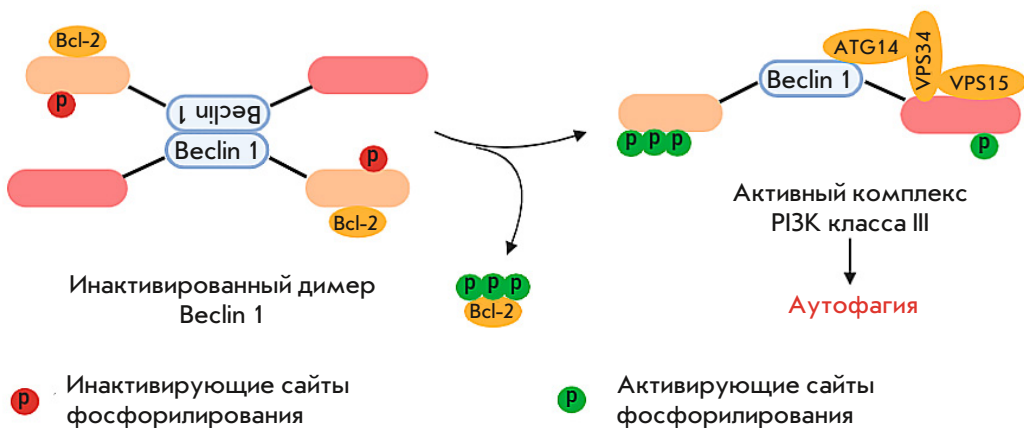 Bcl-2
p
Beclin 1
Beclin 1
p
Bcl-2
ATG14
VPS34
Beclin 1
VPS15
p p p
p
Активный комплекс
PI3K класса III
Аутофагия
Инактивированный димер
Beclin 1
p p p
Bcl-2
p
Инактивирующие сайты
фосфорилирования
p
Активирующие сайты
фосфорилирования